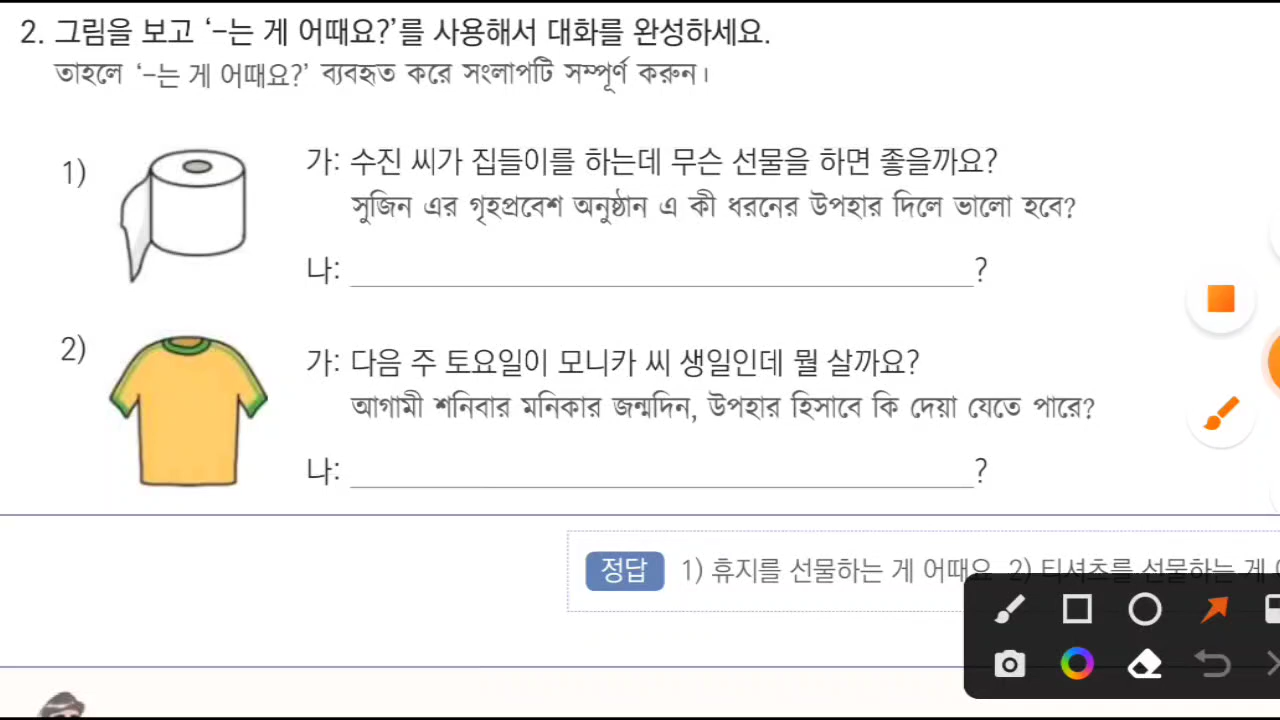 2. 그림을 보고 ‘-는 게 어때요?’를 사용해서 대화를 완성하세요.
তাহলে ‘-는 게 어때요?’ ব্যবহৃত করে সংলাপটি সম্পূর্ণ করুন।
1)
가: 수진 씨가 집들이를 하는데 무슨 선물을 하면 좋을까요?
সুজিন এর গৃহপ্রবেশ অনুষ্ঠান এ কী ধরনের উপহার দিলে ভালো হবে?
나: ?
2)
가: 다음 주 토요일이 모니카 씨 생일인데 뭘 살까요?
আগামী শনিবার মনিকার জন্মদিন, উপহার হিসাবে কি দেয়া যেতে পারে?
나: ?
정답 1) 휴지를 선물하는 게 어때요 2) 티셔츠를 선물하는 게